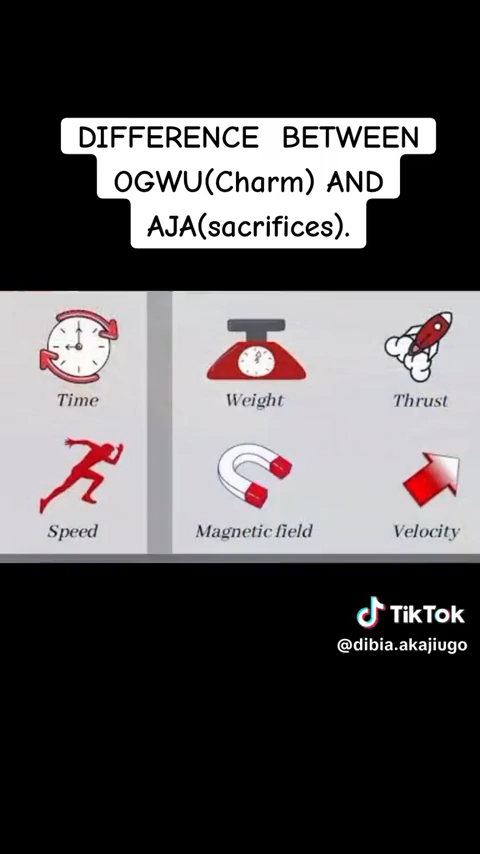 DIFFERENCE BETWEEN
OGWU(Charm) AND
AJA(sacrifices).
Time
Weight
Thrust
Speed
Magnetic field
Velocity
TikTok
@dibia.akajiugo